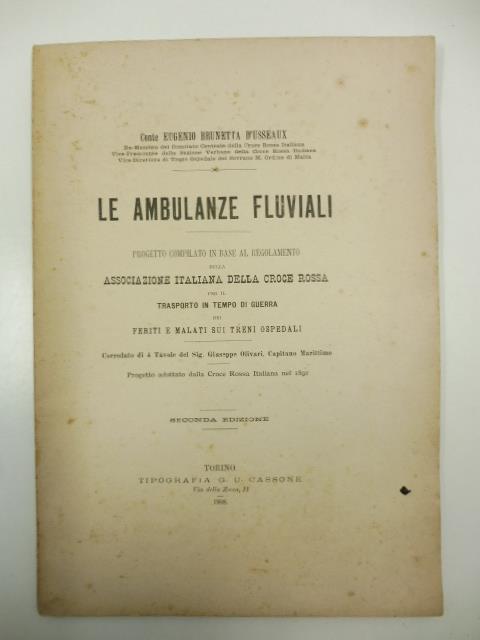 Conte EUGENIO BRUNETTA D'USSEAUX
Ex-Membro del Comitato Centrale della Croce Rossa Italiana
Vice-Presidente della Sezione Verbano della Croce Rossa Italiana
Vice-Direttore di Treno Ospedale del Sovrano M. Ordine di Malta
LE AMBULANZE FLUVIALI
PROGETTO COMPILATO IN BASE AL REGOLAMENTO
DELLA
ASSOCIAZIONE ITALIANA DELLA CROCE ROSSA
PER IL
TRASPORTO IN TEMPO DI GUERRA
DEI
FERITI E MALATI SUI TRENI OSPEDALI
Corredato di 4 Tavole del Sig. Giuseppe Olivari, Capitano Marittimo
Progetto adottato dalla Croce Rossa Italiana nel 1892
SECONDA EDIZIONE
TORINO
TIPOGRAFIA G. U. CASSONE
Via della Zecca, 11